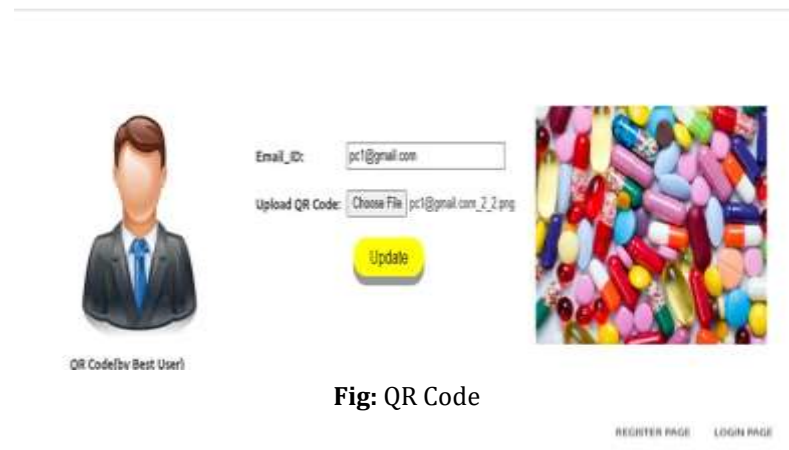 Email_ID: pc1@gmail.com
Upload QR Code: Choose File pc1@gmail.com_2_2.png
Update
QR Code(by Best User)
Fig: QR Code
REGISTER PAGE LOGIN PAGE